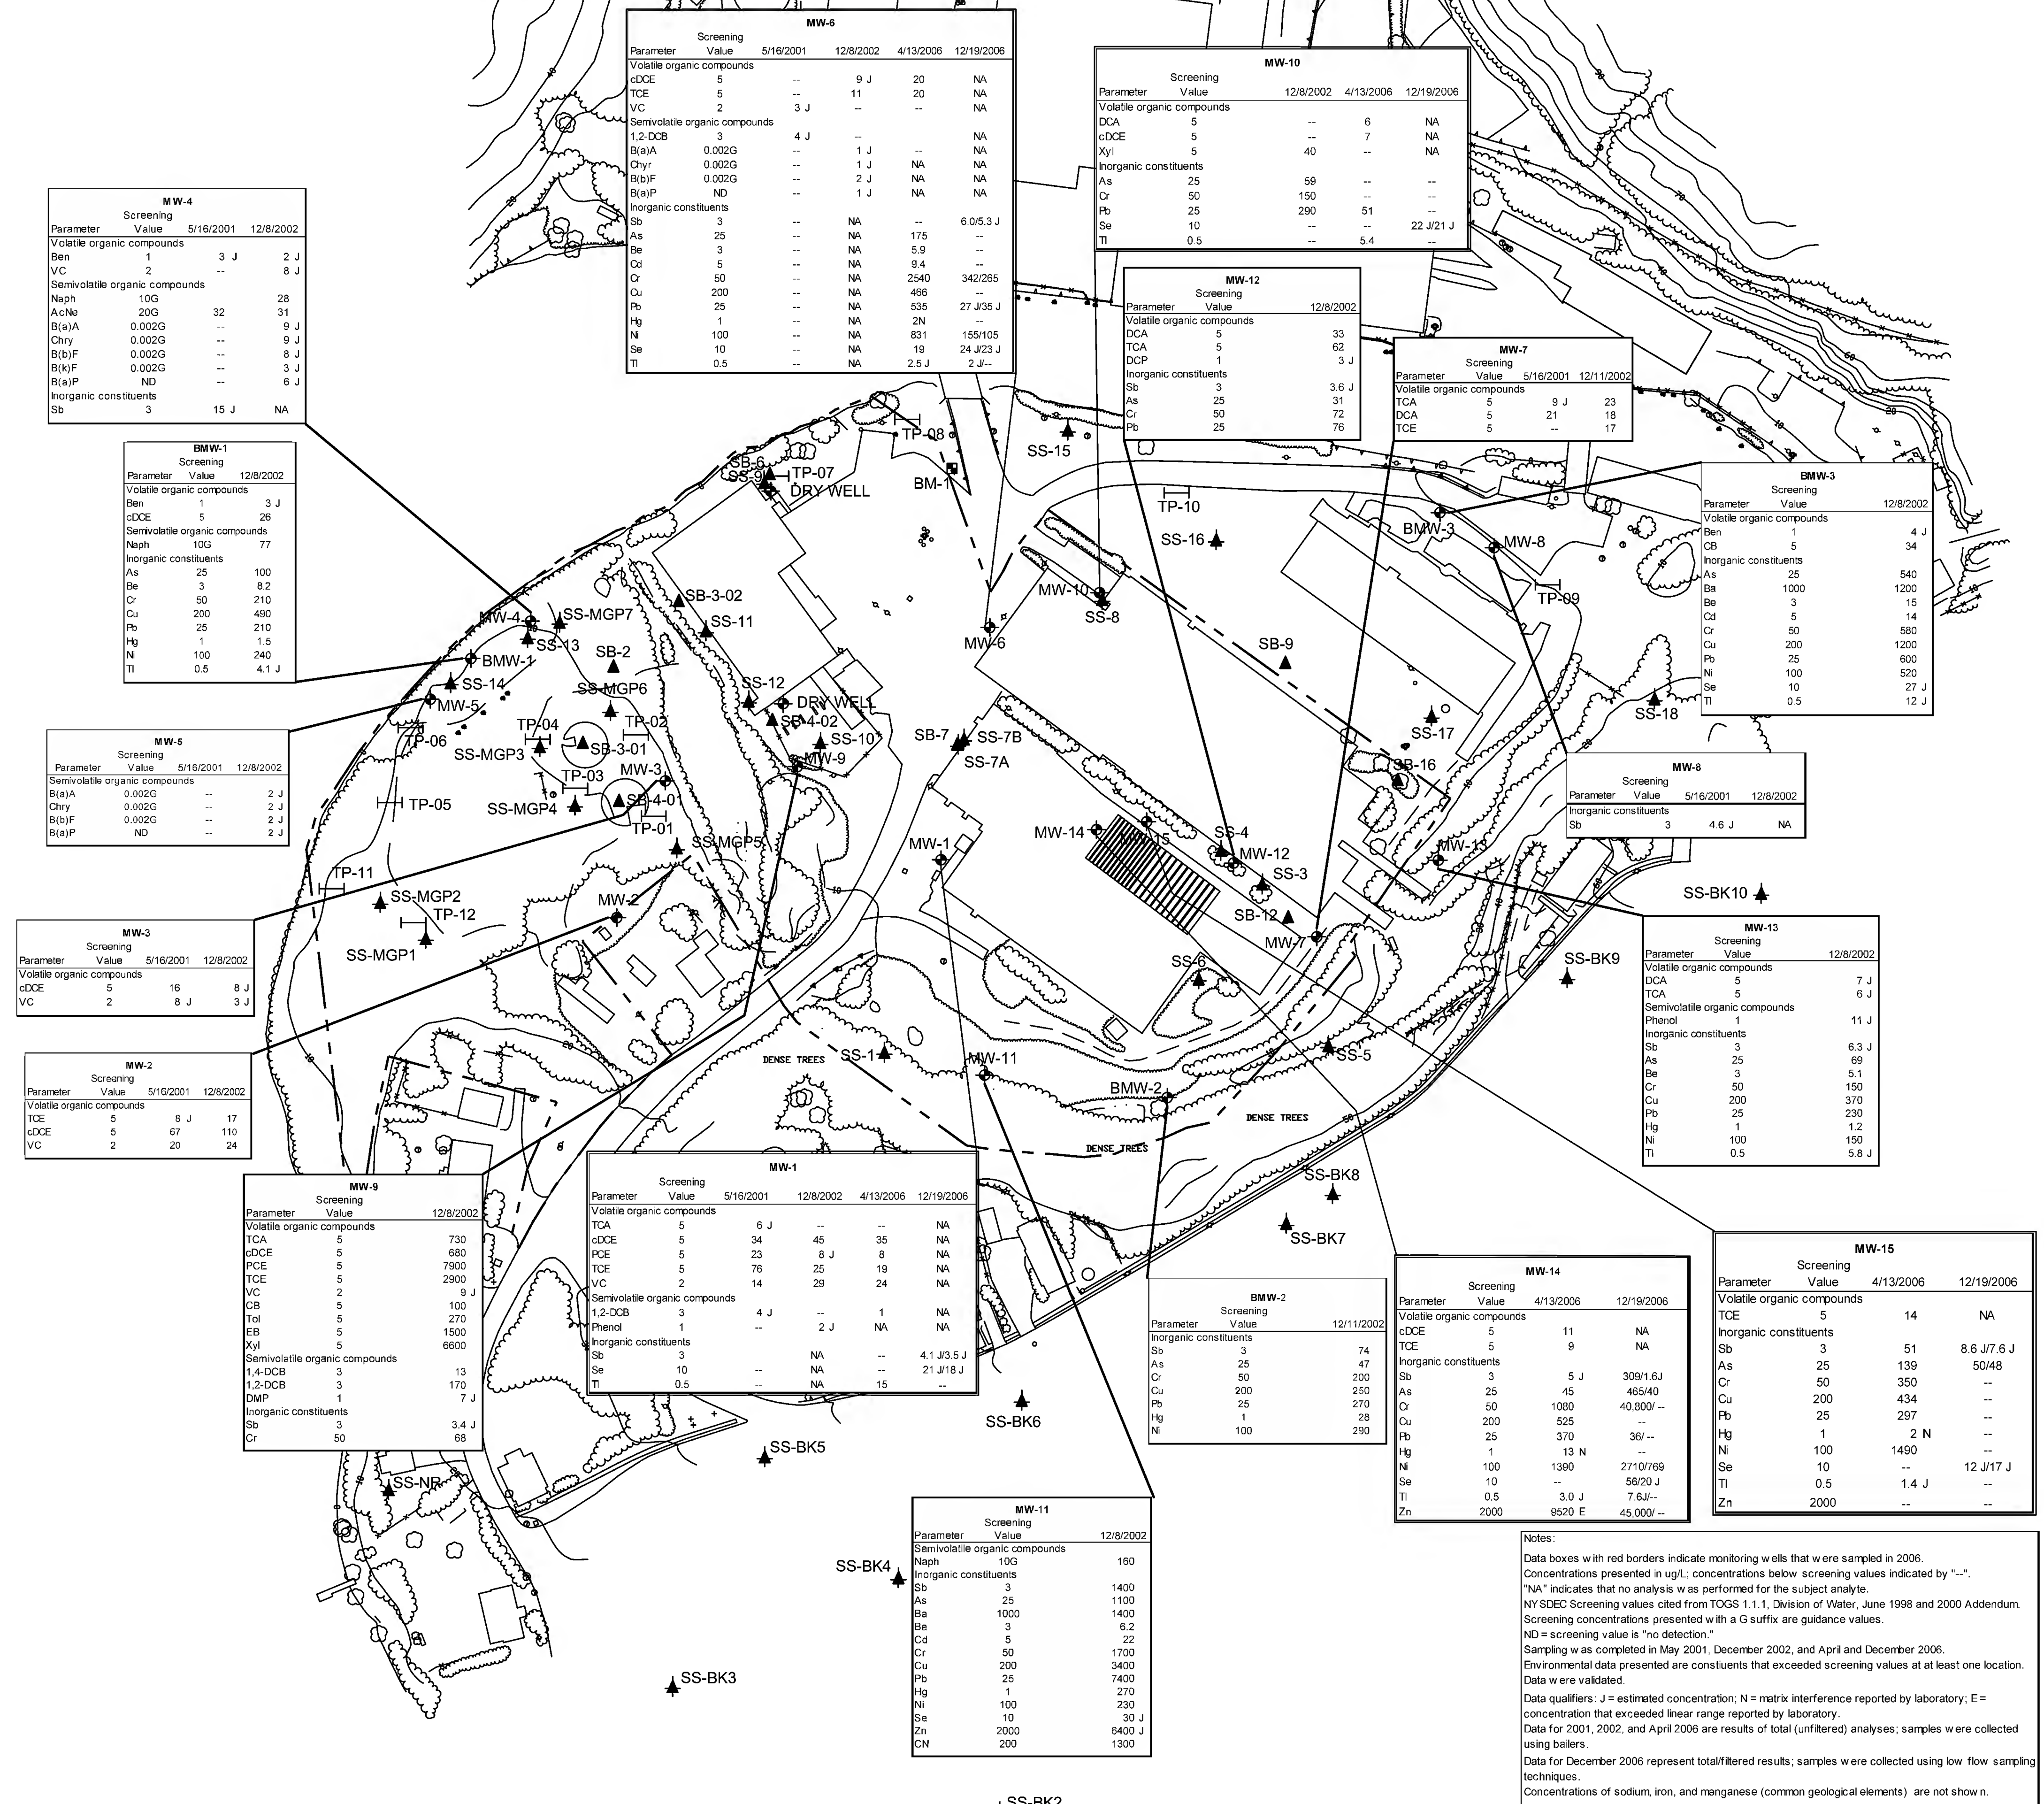 MW-6
Screening
Parameter Value 5/16/2001 12/8/2002 4/13/2006 12/19/2006
Volatile organic compounds
cDCE 5 -- 9 J 20 NA
TCE 5 -- 11 20 NA
VC 2 3 J -- -- NA
Semivolatile organic compounds
1,2-DCB 3 4 J -- NA
B(a)A 0.002G -- 1 J -- NA
Chyr 0.002G -- 1 J NA NA
B(b)F 0.002G -- 2 J NA NA
B(a)P ND -- 1 J NA NA
Inorganic constituents
Sb 3 -- NA -- 6.0/5.3 J
As 25 -- NA 175 --
Be 3 -- NA 5.9 --
Cd 5 -- NA 9.4 --
Cr 50 -- NA 2540 342/265
Cu 200 -- NA 466 --
Pb 25 -- NA 535 27 J/35 J
Hg 1 -- NA 2N --
Ni 100 -- NA 831 155/105
Se 10 -- NA 19 24 J/23 J
Tl 0.5 -- NA 2.5 J 2 J/--
MW-10
Screening
Parameter Value 12/8/2002 4/13/2006 12/19/2006
Volatile organic compounds
DCA 5 -- 6 NA
cDCE 5 -- 7 NA
Xyl 5 40 -- NA
Inorganic constituents
As 25 59 -- --
Cr 50 150 -- --
Pb 25 290 51 --
Se 10 -- -- 22 J/21 J
Tl 0.5 -- 5.4 --
MW-4
Screening
Parameter Value 5/16/2001 12/8/2002
Volatile organic compounds
Ben 1 3 J 2 J
VC 2 -- 8 J
Semivolatile organic compounds
Naph 10G 28
AcNe 20G 32 31
B(a)A 0.002G -- 9 J
Chry 0.002G -- 9 J
B(b)F 0.002G -- 8 J
B(k)F 0.002G -- 3 J
B(a)P ND -- 6 J
Inorganic constituents
Sb 3 15 J NA
MW-12
Screening
Parameter Value 12/8/2002
Volatile organic compounds
DCA 5 33
TCA 5 62
DCP 1 3 J
Inorganic constituents
Sb 3 3.6 J
As 25 31
Cr 50 72
Pb 25 76
MW-7
Screening
Parameter Value 5/16/2001 12/11/2002
Volatile organic compounds
TCA 5 9 J 23
DCA 5 21 18
TCE 5 -- 17
BMW-1
Screening
Parameter Value 12/8/2002
Volatile organic compounds
Ben 1 3 J
cDCE 5 26
Semivolatile organic compounds
Naph 10G 77
Inorganic constituents
As 25 100
Be 3 8.2
Cr 50 210
Cu 200 490
Pb 25 210
Hg 1 1.5
Ni 100 240
Tl 0.5 4.1 J
BMW-3
Screening
Parameter Value 12/8/2002
Volatile organic compounds
Ben 1 4 J
CB 5 34
Inorganic constituents
As 25 540
Ba 1000 1200
Be 3 15
Cd 5 14
Cr 50 580
Cu 200 1200
Pb 25 600
Ni 100 520
Se 10 27 J
Tl 0.5 12 J
TP-08
SS-15
SB-6
SS-9
TP-07
DRY WELL
BM-1
TP-10
SS-16
BMW-3
MW-8
TP-09
MW-10
SS-8
SB-3-02
SS-11
MW-4
SS-MGP7
SS-13
MW-6
SB-9
BMW-1
SB-2
SS-14
SS-MGP6
SS-12
DRY WELL
MW-5
SB-4-02
SS-18
SS-17
TP-06
TP-04
TP-02
SS-MGP3
SB-3-01
SS-10
SB-7
SS-7B
SS-7A
MW-9
SB-16
TP-03
MW-3
TP-05
SS-MGP4
SB-4-01
TP-01
SS-MGP5
MW-14
MW-15
SS-4
MW-12
SS-3
MW-1
MW-13
TP-11
SS-MGP2
TP-12
SS-MGP1
MW-2
SB-12
MW-7
SS-BK10
SS-BK9
SS-6
SS-1
MW-11
SS-5
BMW-2
DENSE TREES
DENSE TREES
DENSE TREES
SS-BK8
SS-BK7
SS-BK6
SS-BK5
SS-NR
SS-BK4
SS-BK3
SS-BK2
MW-5
Screening
Parameter Value 5/16/2001 12/8/2002
Semivolatile organic compounds
B(a)A 0.002G -- 2 J
Chry 0.002G -- 2 J
B(b)F 0.002G -- 2 J
B(a)P ND -- 2 J
MW-8
Screening
Parameter Value 5/16/2001 12/8/2002
Inorganic constituents
Sb 3 4.6 J NA
MW-3
Screening
Parameter Value 5/16/2001 12/8/2002
Volatile organic compounds
cDCE 5 16 8 J
VC 2 8 J 3 J
MW-13
Screening
Parameter Value 12/8/2002
Volatile organic compounds
DCA 5 7 J
TCA 5 6 J
Semivolatile organic compounds
Phenol 1 11 J
Inorganic constituents
Sb 3 6.3 J
As 25 69
Be 3 5.1
Cr 50 150
Cu 200 370
Pb 25 230
Hg 1 1.2
Ni 100 150
Ti 0.5 5.8 J
MW-2
Screening
Parameter Value 5/16/2001 12/8/2002
Volatile organic compounds
TCE 5 8 J 17
cDCE 5 67 110
VC 2 20 24
MW-9
Screening
Parameter Value 12/8/2002
Volatile organic compounds
TCA 5 730
cDCE 5 680
PCE 5 7900
TCE 5 2900
VC 2 9 J
CB 5 100
Tol 5 270
EB 5 1500
Xyl 5 6600
Semivolatile organic compounds
1,4-DCB 3 13
1,2-DCB 3 170
DMP 1 7 J
Inorganic constituents
Sb 3 3.4 J
Cr 50 68
MW-1
Screening
Parameter Value 5/16/2001 12/8/2002 4/13/2006 12/19/2006
Volatile organic compounds
TCA 5 6 J -- -- NA
cDCE 5 34 45 35 NA
PCE 5 23 8 J 8 NA
TCE 5 76 25 19 NA
VC 2 14 29 24 NA
Semivolatile organic compounds
1,2-DCB 3 4 J -- 1 NA
Phenol 1 -- 2 J NA NA
Inorganic constituents
Sb 3 NA -- 4.1 J/3.5 J
Se 10 -- NA -- 21 J/18 J
Tl 0.5 -- NA 15 --
BMW-2
Screening
Parameter Value 12/11/2002
Inorganic constituents
Sb 3 74
As 25 47
Cr 50 200
Cu 200 250
Pb 25 270
Hg 1 28
Ni 100 290
MW-14
Screening
Parameter Value 4/13/2006 12/19/2006
Volatile organic compounds
cDCE 5 11 NA
TCE 5 9 NA
Inorganic constituents
Sb 3 5 J 309/1.6J
As 25 45 465/40
Cr 50 1080 40,800/ --
Cu 200 525 --
Pb 25 370 36/ --
Hg 1 13 N --
Ni 100 1390 2710/769
Se 10 -- 56/20 J
Tl 0.5 3.0 J 7.6J/--
Zn 2000 9520 E 45,000/ --
MW-15
Screening
Parameter Value 4/13/2006 12/19/2006
Volatile organic compounds
TCE 5 14 NA
Inorganic constituents
Sb 3 51 8.6 J/7.6 J
As 25 139 50/48
Cr 50 350 --
Cu 200 434 --
Pb 25 297 --
Hg 1 2 N --
Ni 100 1490 --
Se 10 -- 12 J/17 J
Tl 0.5 1.4 J --
Zn 2000 -- --
MW-11
Screening
Parameter Value 12/8/2002
Semivolatile organic compounds
Naph 10G 160
Inorganic constituents
Sb 3 1400
As 25 1100
Ba 1000 1400
Be 3 6.2
Cd 5 22
Cr 50 1700
Cu 200 3400
Pb 25 7400
Hg 1 270
Ni 100 230
Se 10 30 J
Zn 2000 6400 J
CN 200 1300
Notes:
Data boxes with red borders indicate monitoring wells that were sampled in 2006.
Concentrations presented in ug/L; concentrations below screening values indicated by "--".
"NA" indicates that no analysis was performed for the subject analyte.
NYSDEC Screening values cited from TOGS 1.1.1, Division of Water, June 1998 and 2000 Addendum.
Screening concentrations presented with a G suffix are guidance values.
ND = screening value is "no detection."
Sampling was completed in May 2001, December 2002, and April and December 2006.
Environmental data presented are constiuents that exceeded screening values at at least one location.
Data were validated.
Data qualifiers: J = estimated concentration; N = matrix interference reported by laboratory; E =
concentration that exceeded linear range reported by laboratory.
Data for 2001, 2002, and April 2006 are results of total (unfiltered) analyses; samples were collected
using bailers.
Data for December 2006 represent total/filtered results; samples were collected using low flow sampling
techniques.
Concentrations of sodium, iron, and manganese (common geological elements) are not shown.